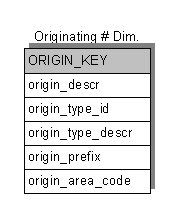 Originating # Dim.
ORIGIN_KEY
origin_descr
origin_type_id
origin_type_descr
origin_prefix
origin_area_code